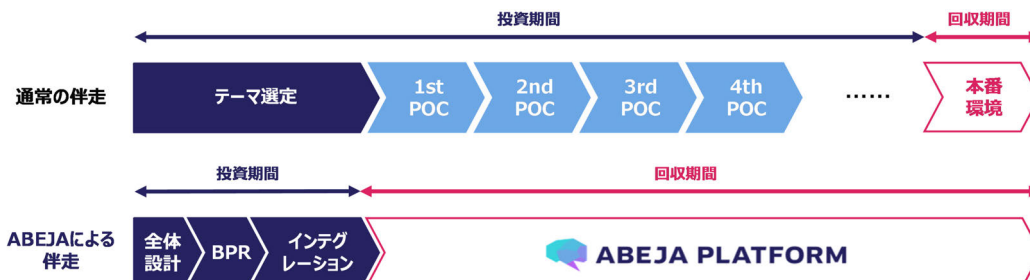 投資期間
回収期間
通常の伴走
テーマ選定
1st
POC
2nd
POC
3rd
POC
4th
POC
……
本番
環境
投資期間
回収期間
ABEJAによる
伴走
全体
設計
BPR
インテグ
レーション
ABEJA PLATFORM